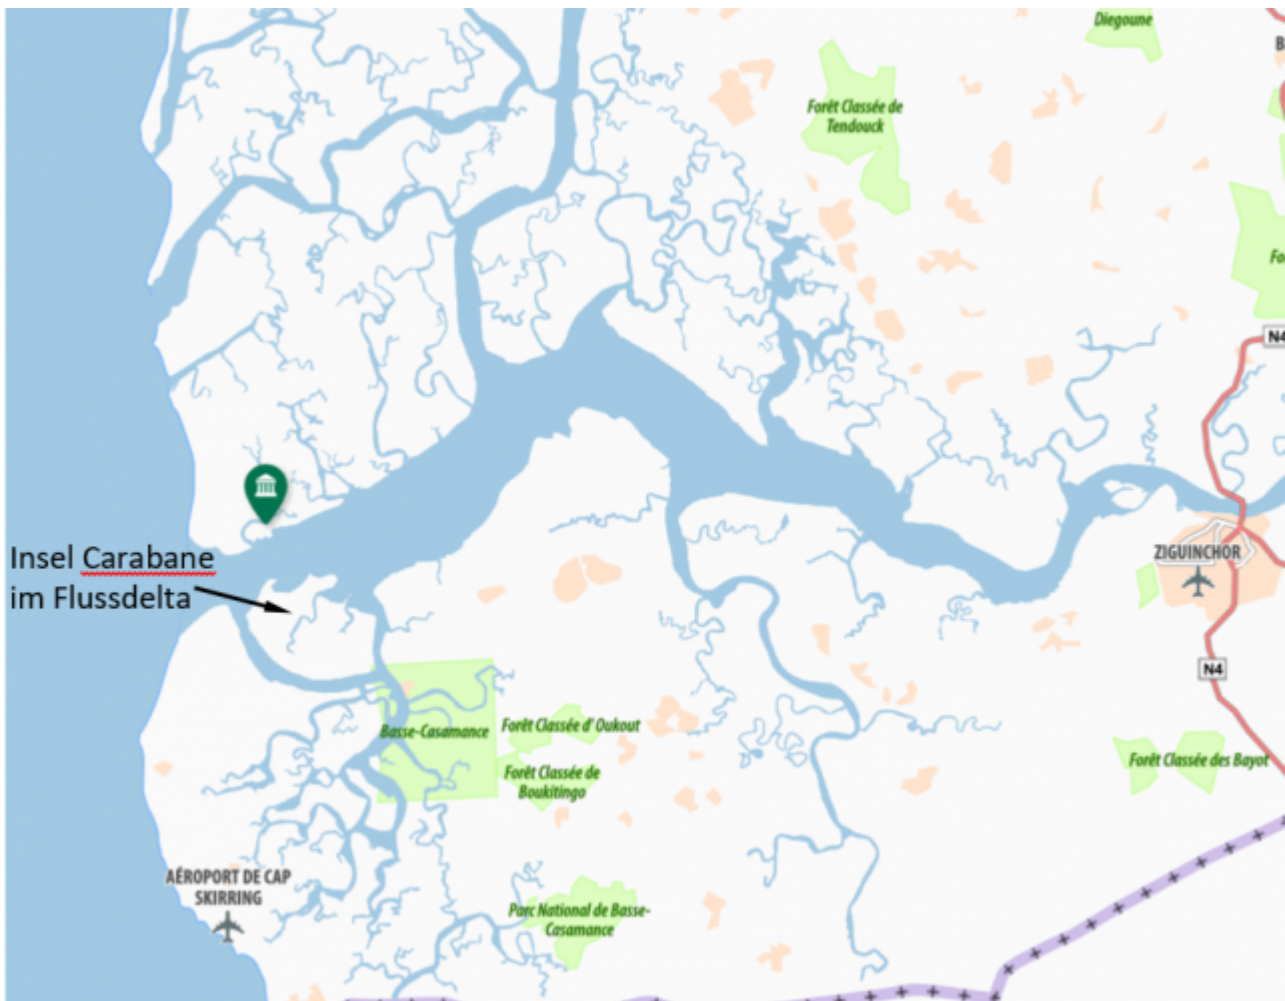 Diegoune
B
Forêt Classée de
Tendouck
Fo
N4
Insel Carabane
im Flussdelta
ZIGUINCHOR
N4
Basse-Casamance
Forêt Classée d' Oukout
Forêt Classée de
Boukitingo
Forêt Classée des Bayot
AÉROPORT DE CAP
SKIRRING
Parc National de Basse-
Casamance